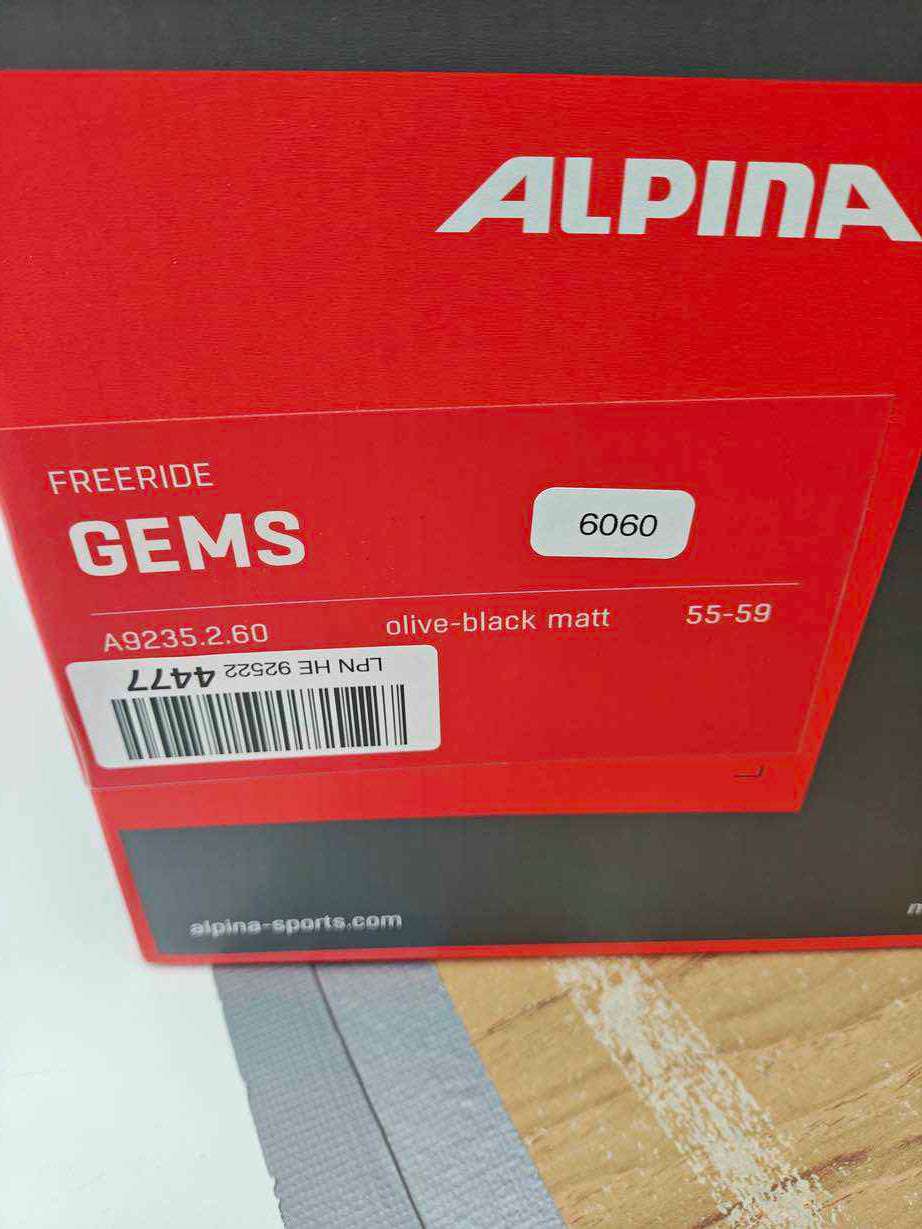 ALPINA
FREERIDE
GEMS
6060
A9235.2.60 olive-black matt 55-59
LPN HE 92522 4477
alpina-sports.com